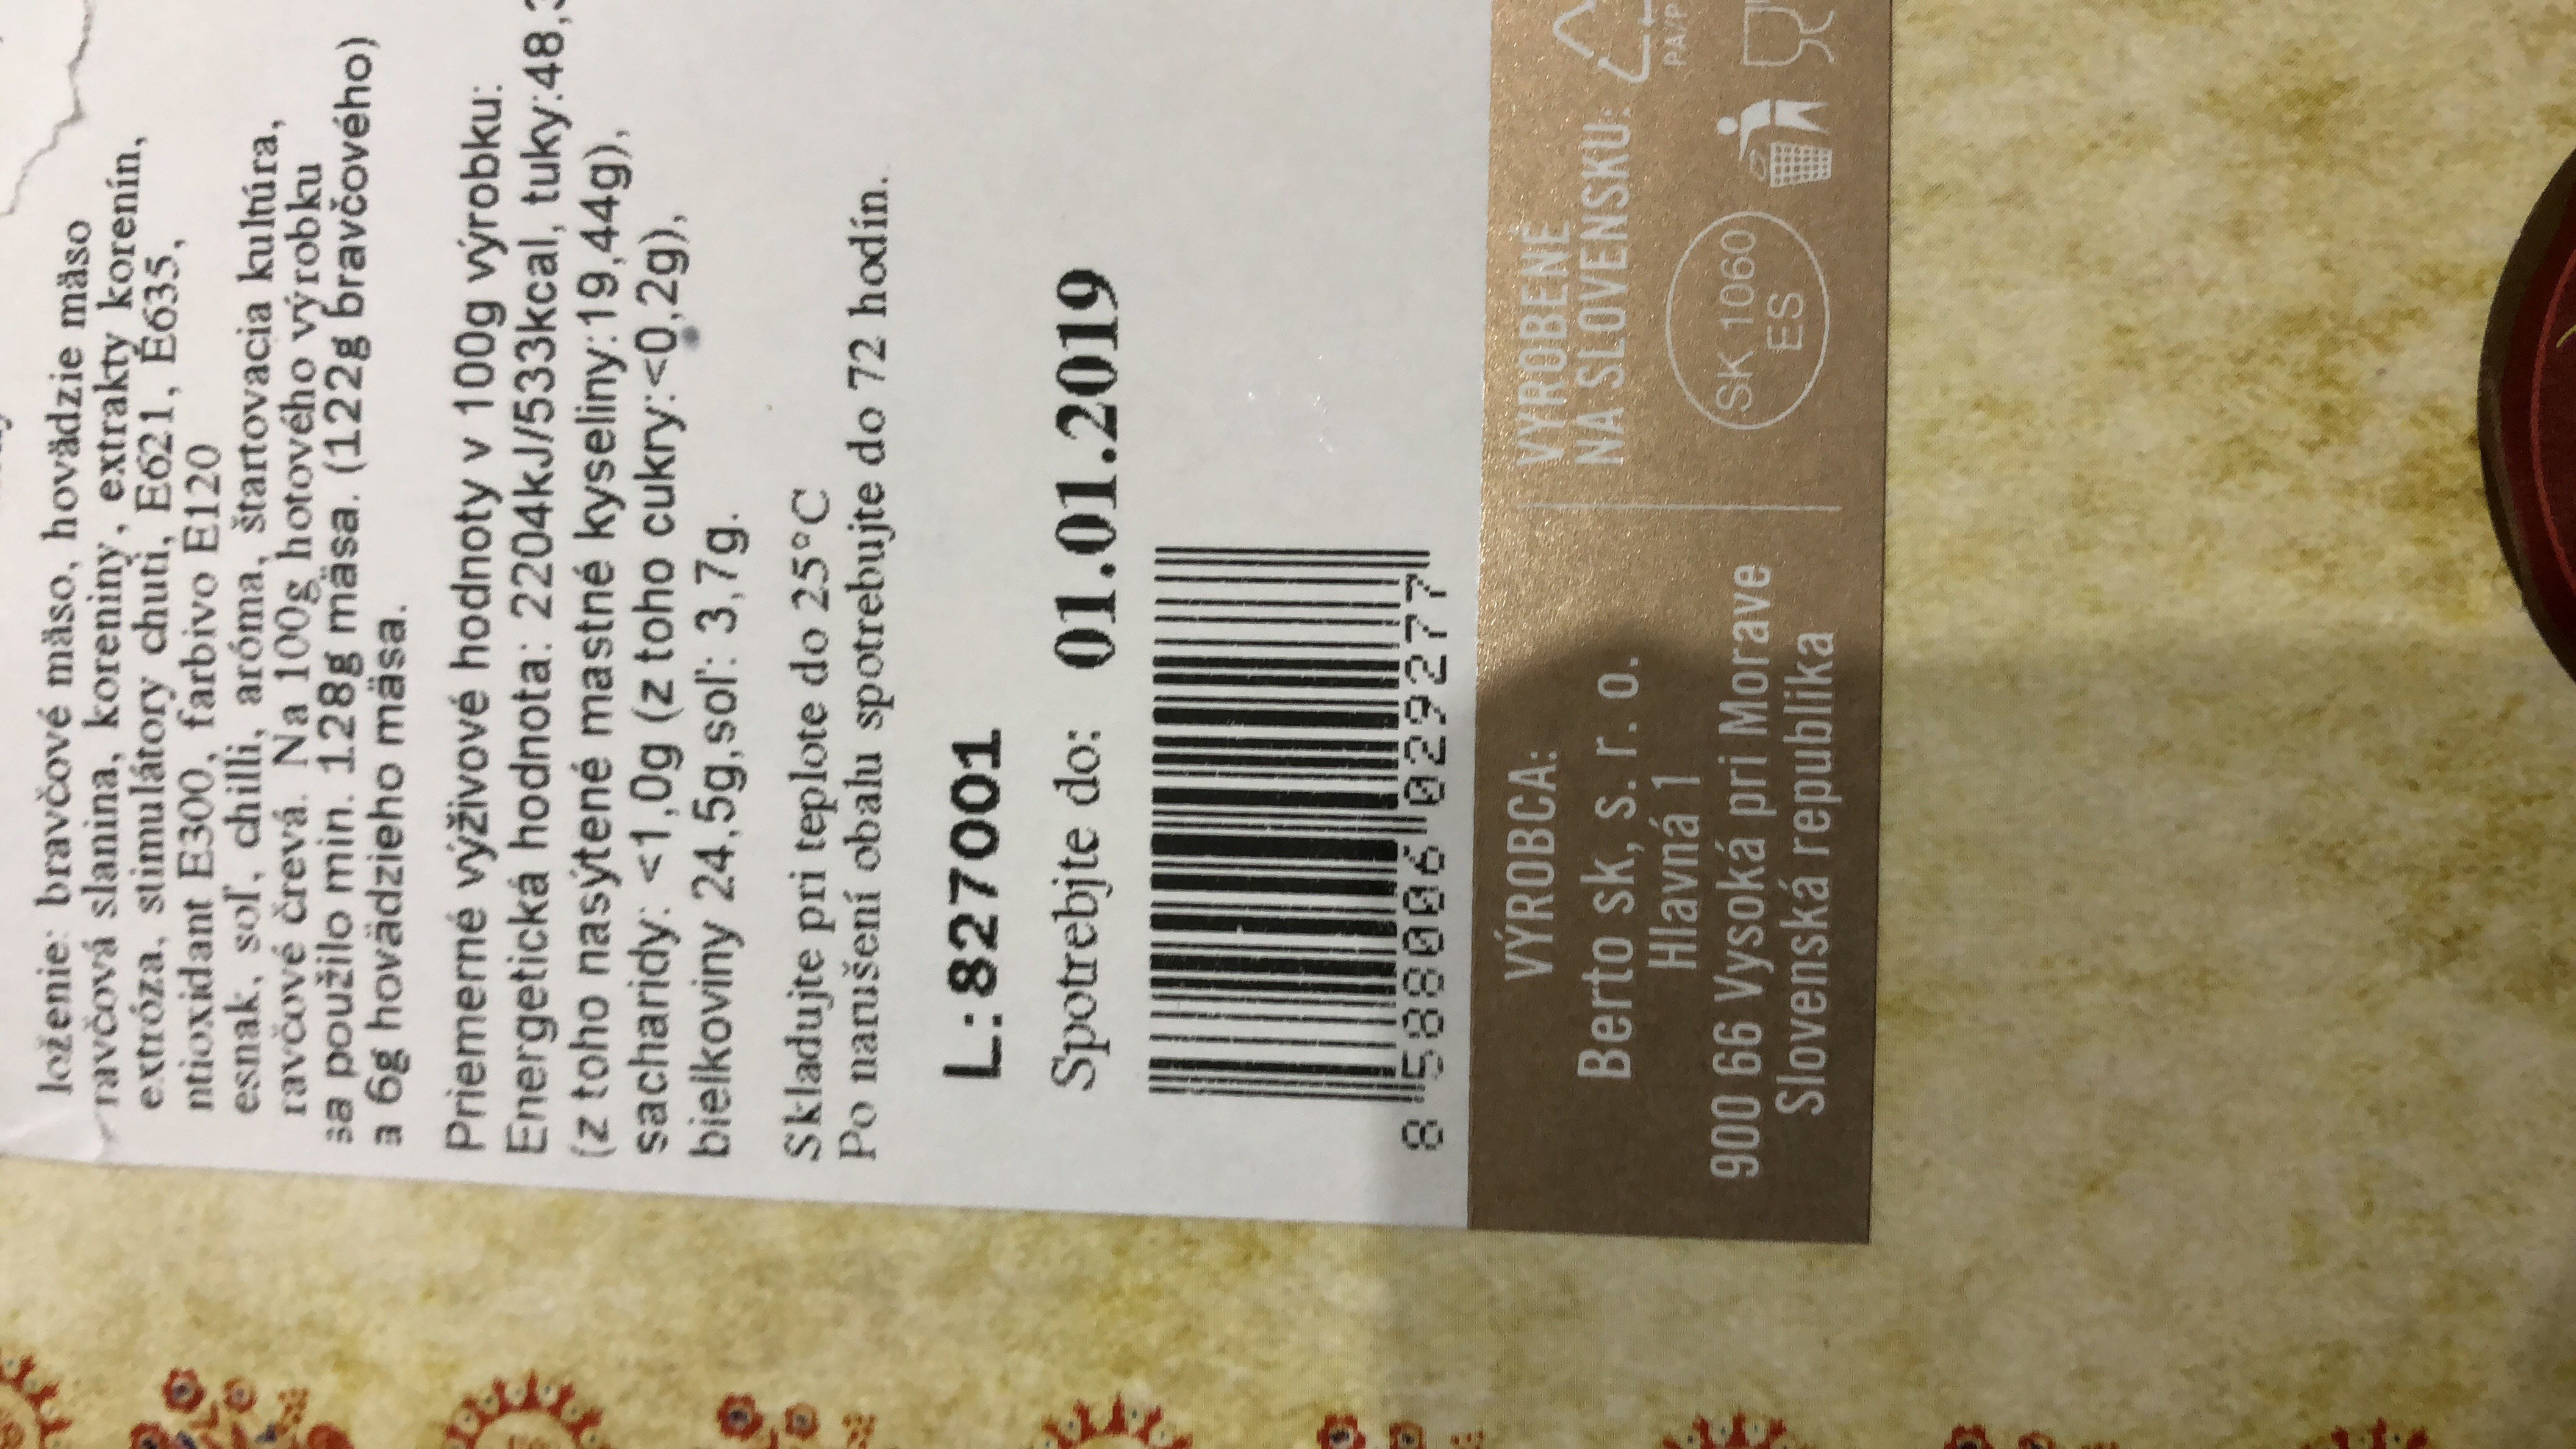 loženie: bravčové mäso, hovädzie mäso
ravčová slanina, koreniny, extrakty korenín,
extróza, stimulátory chuti, E621, E635,
ntioxidant E300, farbivo E120
esnak, soľ, chilli, aróma, štartovacia kultúra,
ravčové črevá. Na 100g hotového výrobku
sa použilo min. 128g mäsa. (122g bravčového)
a 6g hovädzieho mäsa.
Priemerné výživové hodnoty v 100g výrobku:
Energetická hodnota: 2204kJ/533kcal, tuky:48,
(z toho nasýtené mastné kyseliny:19,44g),
sacharidy: <1,0g (z toho cukry:<0,2g),
bielkoviny 24,5g,soľ: 3,7g.
Skladujte pri teplote do 25°C
Po narušení obalu spotrebujte do 72 hodín.
L:827001
Spotrebjte do: 01.01.2019
8 588006 029277
VÝROBCA:
Berto sk, s. r. o.
Hlavná 1
900 66 Vysoká pri Morave
Slovenská republika
VYROBENÉ
NA SLOVENSKU:
SK 1060
ES
PA/P